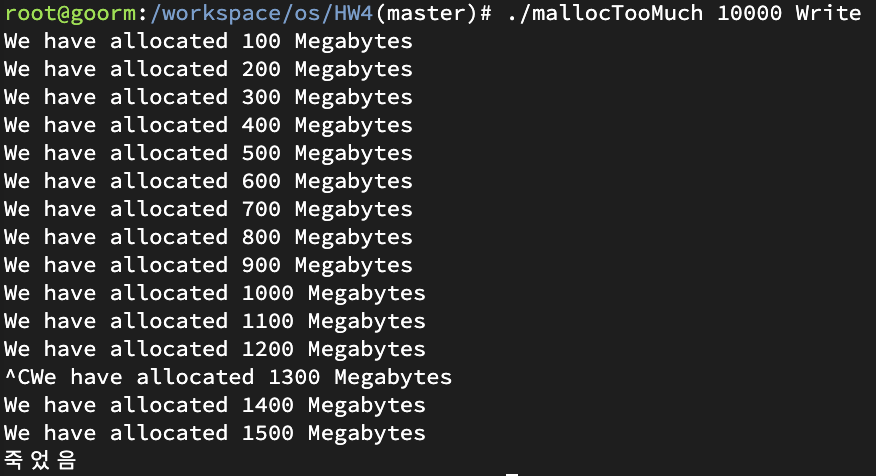 root@goorm:/workspace/os/HW4(master)# ./mallocTooMuch 10000 Write
We have allocated 100 Megabytes
We have allocated 200 Megabytes
We have allocated 300 Megabytes
We have allocated 400 Megabytes
We have allocated 500 Megabytes
We have allocated 600 Megabytes
We have allocated 700 Megabytes
We have allocated 800 Megabytes
We have allocated 900 Megabytes
We have allocated 1000 Megabytes
We have allocated 1100 Megabytes
We have allocated 1200 Megabytes
^CWe have allocated 1300 Megabytes
We have allocated 1400 Megabytes
We have allocated 1500 Megabytes
죽었음